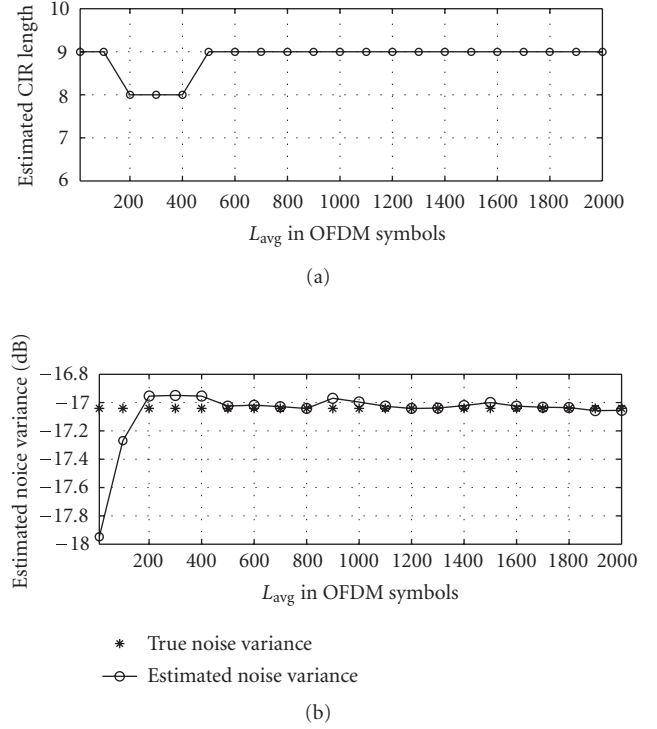 Estimated CIR length
10
9
8
7
6
200 400 600 800 1000 1200 1400 1600 1800 2000
Lavg in OFDM symbols
(a)
Estimated noice variance (dB)
−16.8
−17
−17.2
−17.4
−17.6
−17.8
−18
200 400 600 800 1000 1200 1400 1600 1800 2000
Lavg in OFDM symbols
True noise variance
Estimated noise variance
(b)